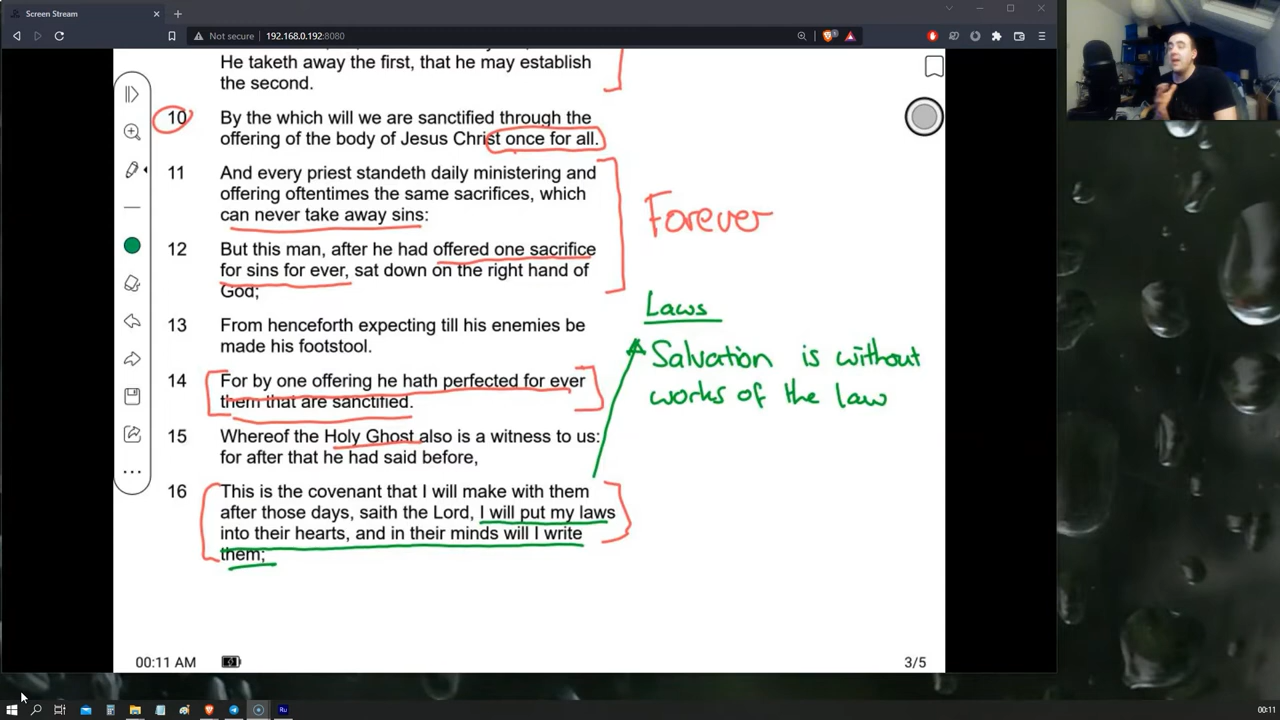 Screen Stream
Not secure
192.168.0.192:8080
He taketh away the first, that he may establish
the second.
10 By the which will we are sanctified through the
offering of the body of Jesus Christ once for all.
11 And every priest standeth daily ministering and
offering oftentimes the same sacrifices, which
can never take away sins:
Forever
12 But this man, after he had offered one sacrifice
for sins for ever, sat down on the right hand of
God;
13 From henceforth expecting till his enemies be
made his footstool.
14 For by one offering he hath perfected for ever
them that are sanctified.
15 Whereof the Holy Ghost also is a witness to us:
for after that he had said before,
16 This is the covenant that I will make with them
after those days, saith the Lord, I will put my laws
into their hearts, and in their minds will I write
them;
Laws
Salvation is without
works of the law
00:11 AM
3/5
Ru
00:11